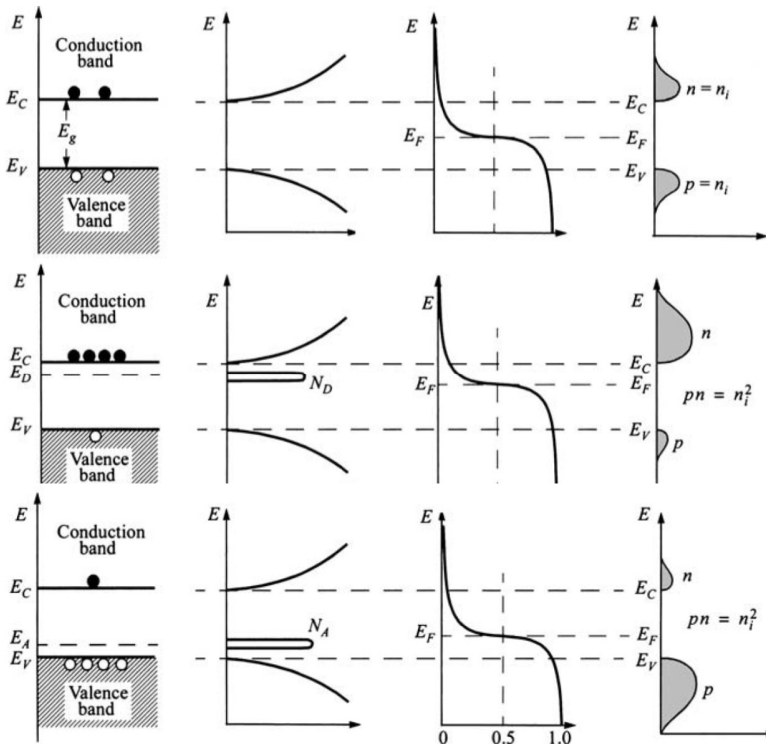 E
Conduction
band
E_C
E_g
E_V
Valence
band
E
E
E_F
E
E_C
E_F
E_V
n = n_i
p = n_i
E
Conduction
band
E_C
E_D
E_V
Valence
band
E
N_D
E
E_F
E
E_C
E_F
E_V
n
pn = n_i^2
p
E
Conduction
band
E_C
E_A
E_V
Valence
band
E
N_A
E
E_F
0 0.5 1.0
E
E_C
E_F
E_V
n
pn = n_i^2
p